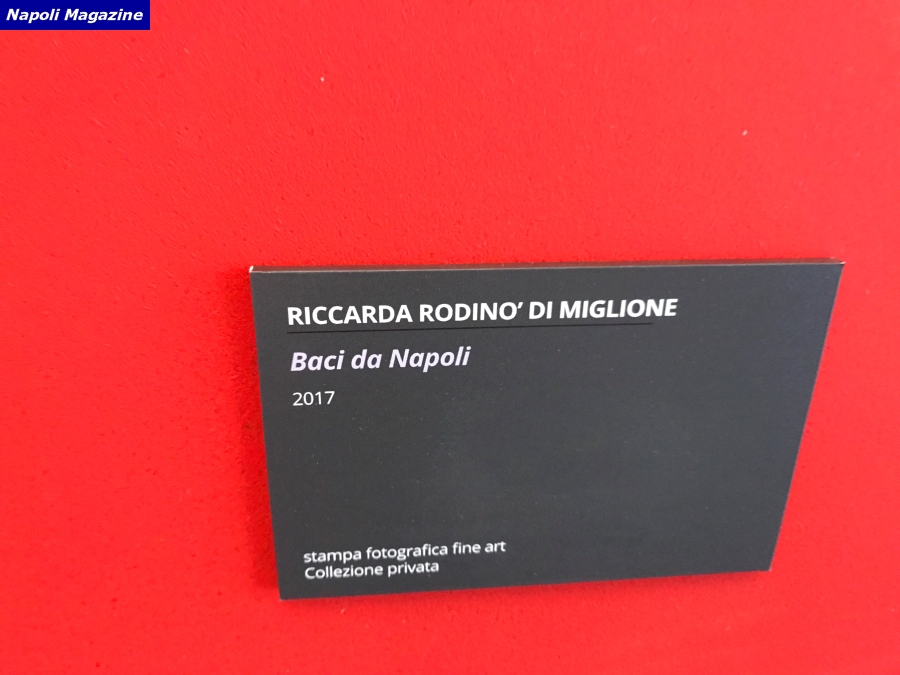 Napoli Magazine
RICCARDA RODINO’ DI MIGLIONE
Baci da Napoli
2017
stampa fotografica fine art
Collezione privata